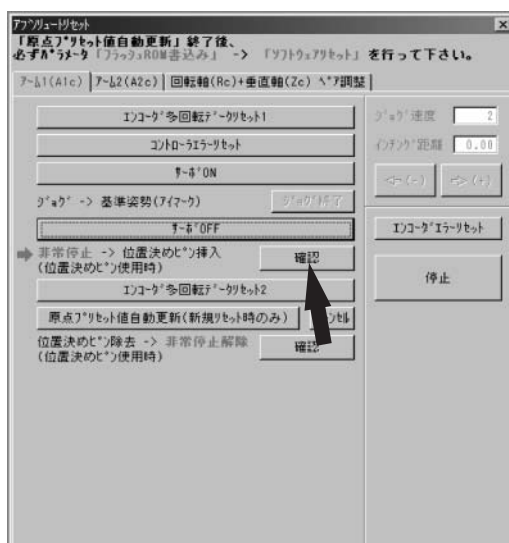 アブソリュートリセット
「原点プリセット値自動更新」終了後、
必ずパラメータ「フラッシュROM書込み」 -> 「ソフトウェアリセット」 を行って下さい。
アーム1(A1c) アーム2(A2c) 回転軸(Rc)+垂直軸(Zc) ペア調整
エンコーダ多回転データリセット1
コントローラエラーリセット
サーボON
ジョグ -> 基準姿勢(アイマーク) ジョグ終了
サーボOFF
非常停止 -> 位置決めピン挿入 確認
(位置決めピン使用時)
エンコーダ多回転データリセット2
原点プリセット値自動更新(新規リセット時のみ) ンセル
位置決めピン除去 -> 非常停止解除 確認
(位置決めピン使用時)
ジョグ速度 2
インチング距離 0.00
<-(-) ->(+)
エンコーダエラーリセット
停止